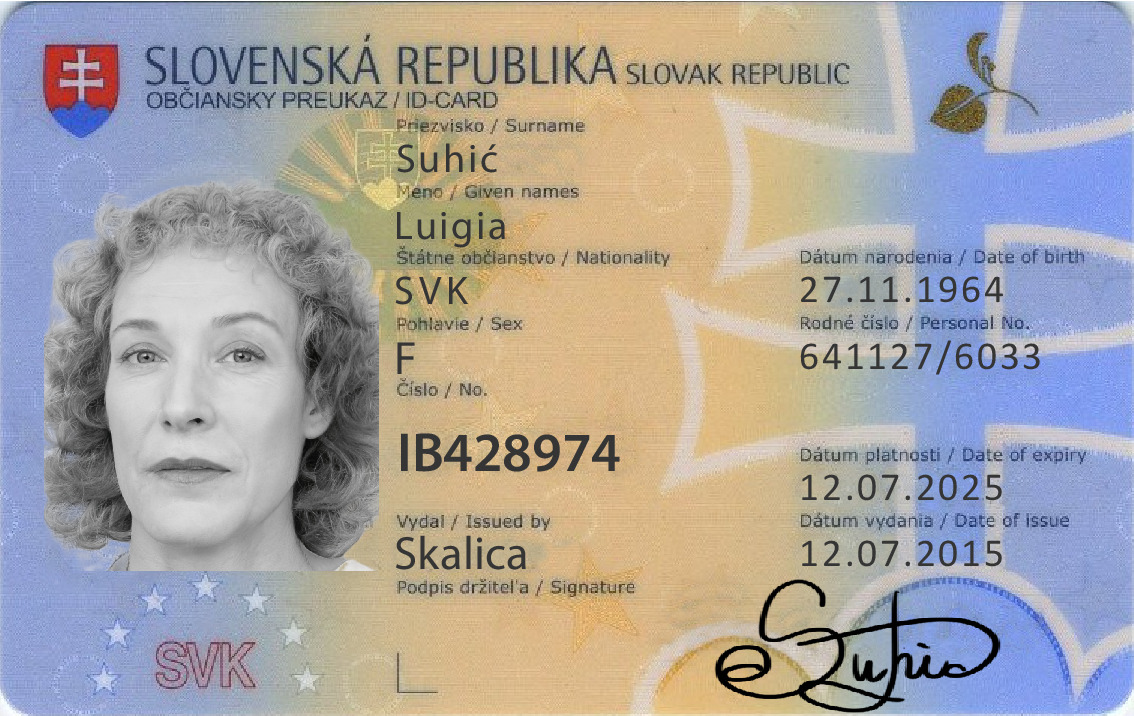 SLOVENSKÁ REPUBLIKA SLOVAK REPUBLIC
OBČIANSKY PREUKAZ / ID-CARD
Priezvisko / Surname
Suhić
Meno / Given names
Luigia
Štátne občianstvo / Nationality
SVK
Dátum narodenia / Date of birth
27.11.1964
Pohlavie / Sex
F
Rodné číslo / Personal No.
641127/6033
Číslo / No.
IB428974
Dátum platnosti / Date of expiry
12.07.2025
Vydal / Issued by
Skalica
Dátum vydania / Date of issue
12.07.2015
Podpis držiteľa / Signature
Suhić
SVK